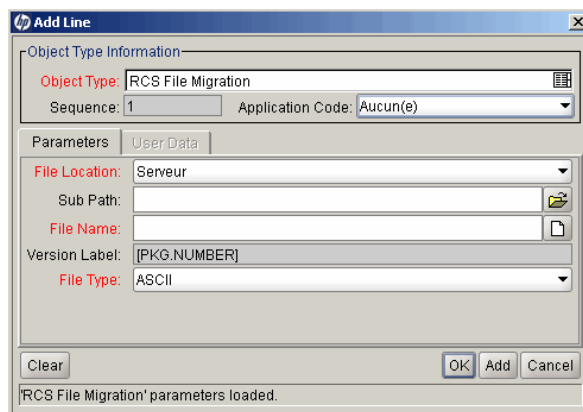 hp Add Line
Object Type Information
Object Type: RCS File Migration
Sequence: 1 Application Code: Aucun(e)
Parameters User Data
File Location: Serveur
Sub Path:
File Name:
Version Label: [PKG.NUMBER]
File Type: ASCII
Clear OK Add Cancel
'RCS File Migration' parameters loaded.